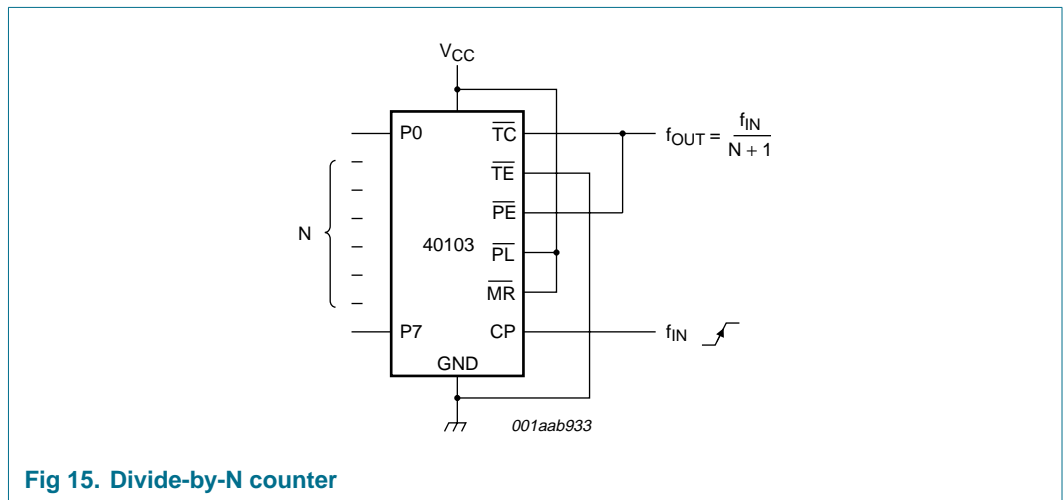 VCC
P0
TC
fOUT = fIN / N + 1
TE
PE
N
40103
PL
MR
P7
CP
fIN
GND
001aab933
Fig 15. Divide-by-N counter